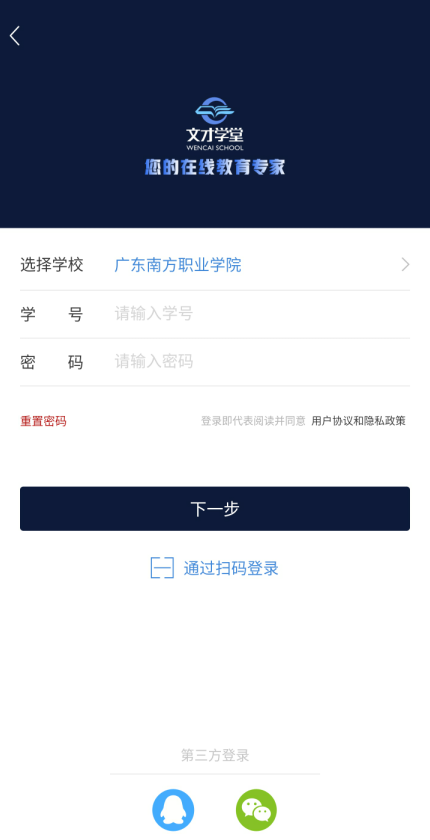 文才学堂
WENCAI SCHOOL
您的在线教育专家
选择学校 广东南方职业学院
学 号 请输入学号
密 码 请输入密码
重置密码 登录即代表阅读并同意 用户协议和隐私政策
下一步
通过扫码登录
第三方登录